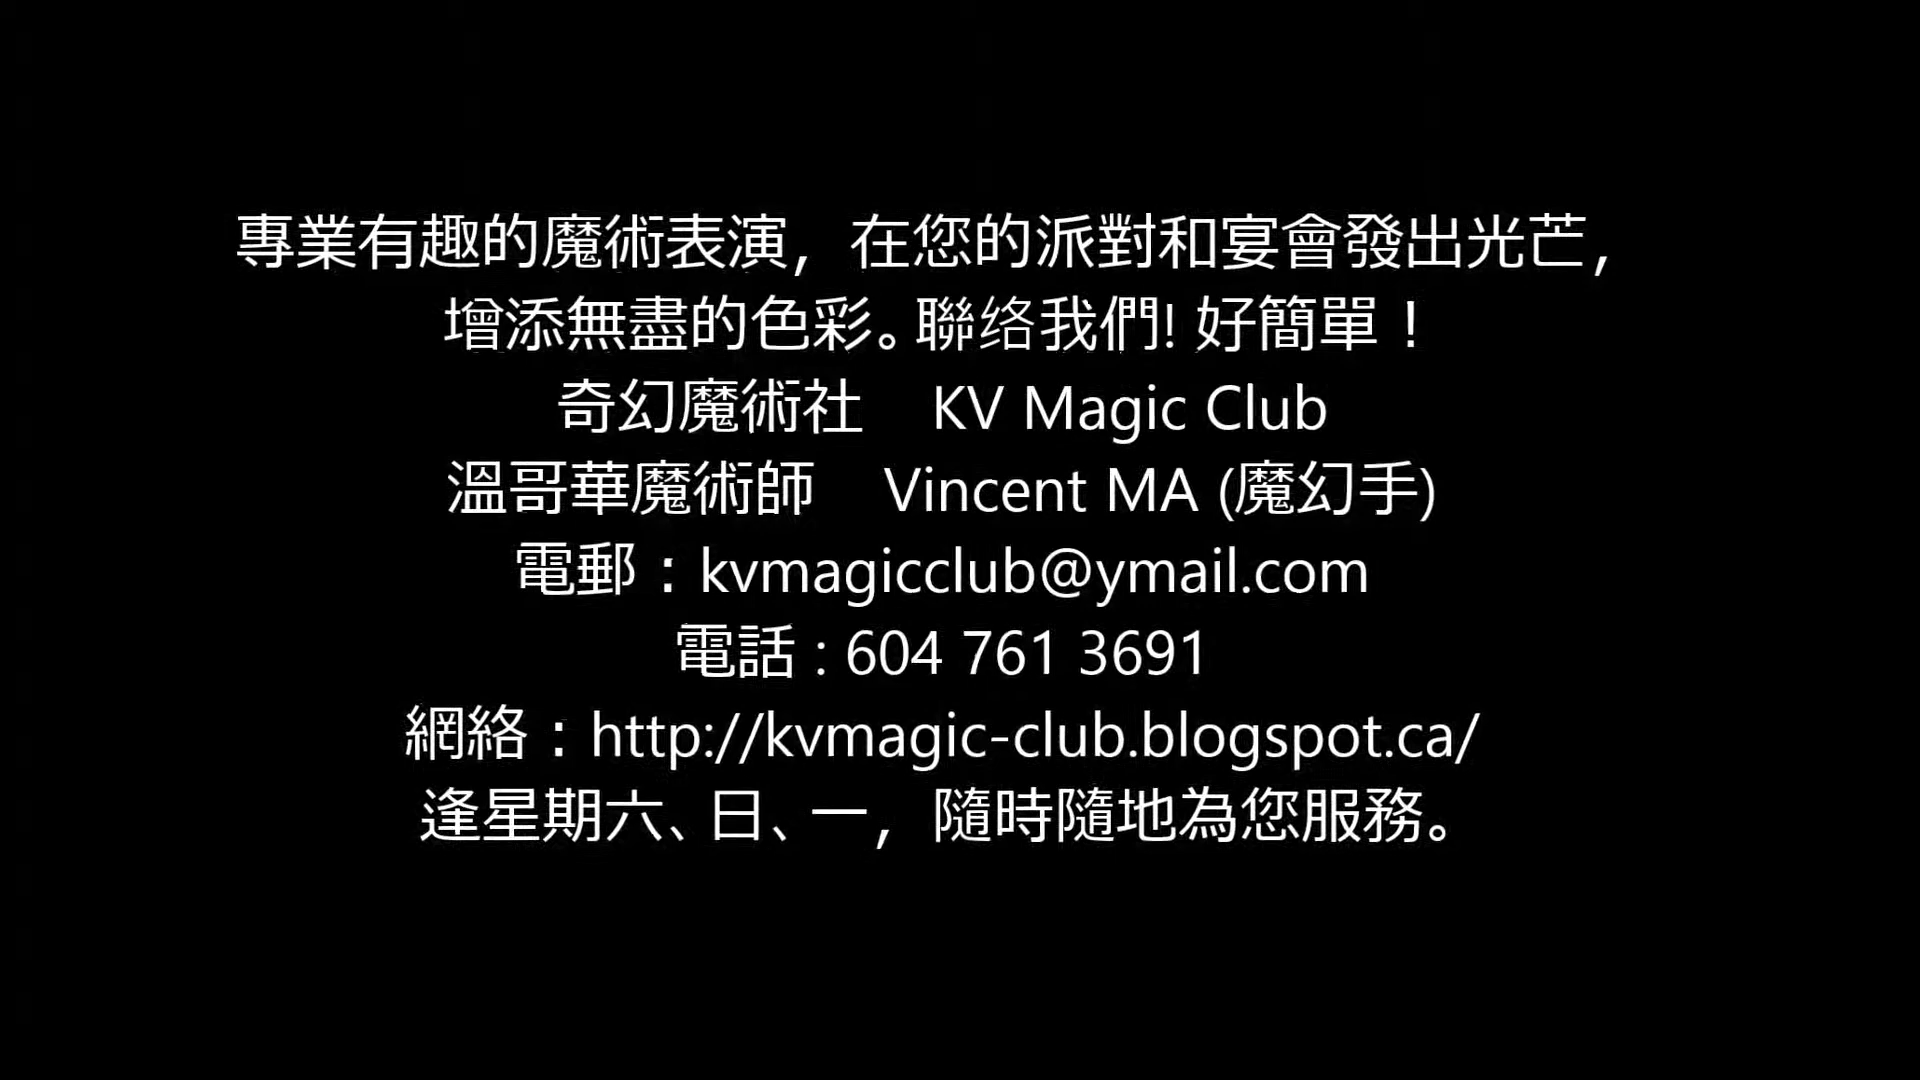 專業有趣的魔術表演，在您的派對和宴會發出光芒，
增添無盡的色彩。聯络我們! 好簡單！
奇幻魔術社　KV Magic Club
溫哥華魔術師　Vincent MA (魔幻手)
電郵：kvmagicclub@ymail.com
電話 : 604 761 3691
網絡：http://kvmagic-club.blogspot.ca/
逢星期六、日、一，隨時隨地為您服務。